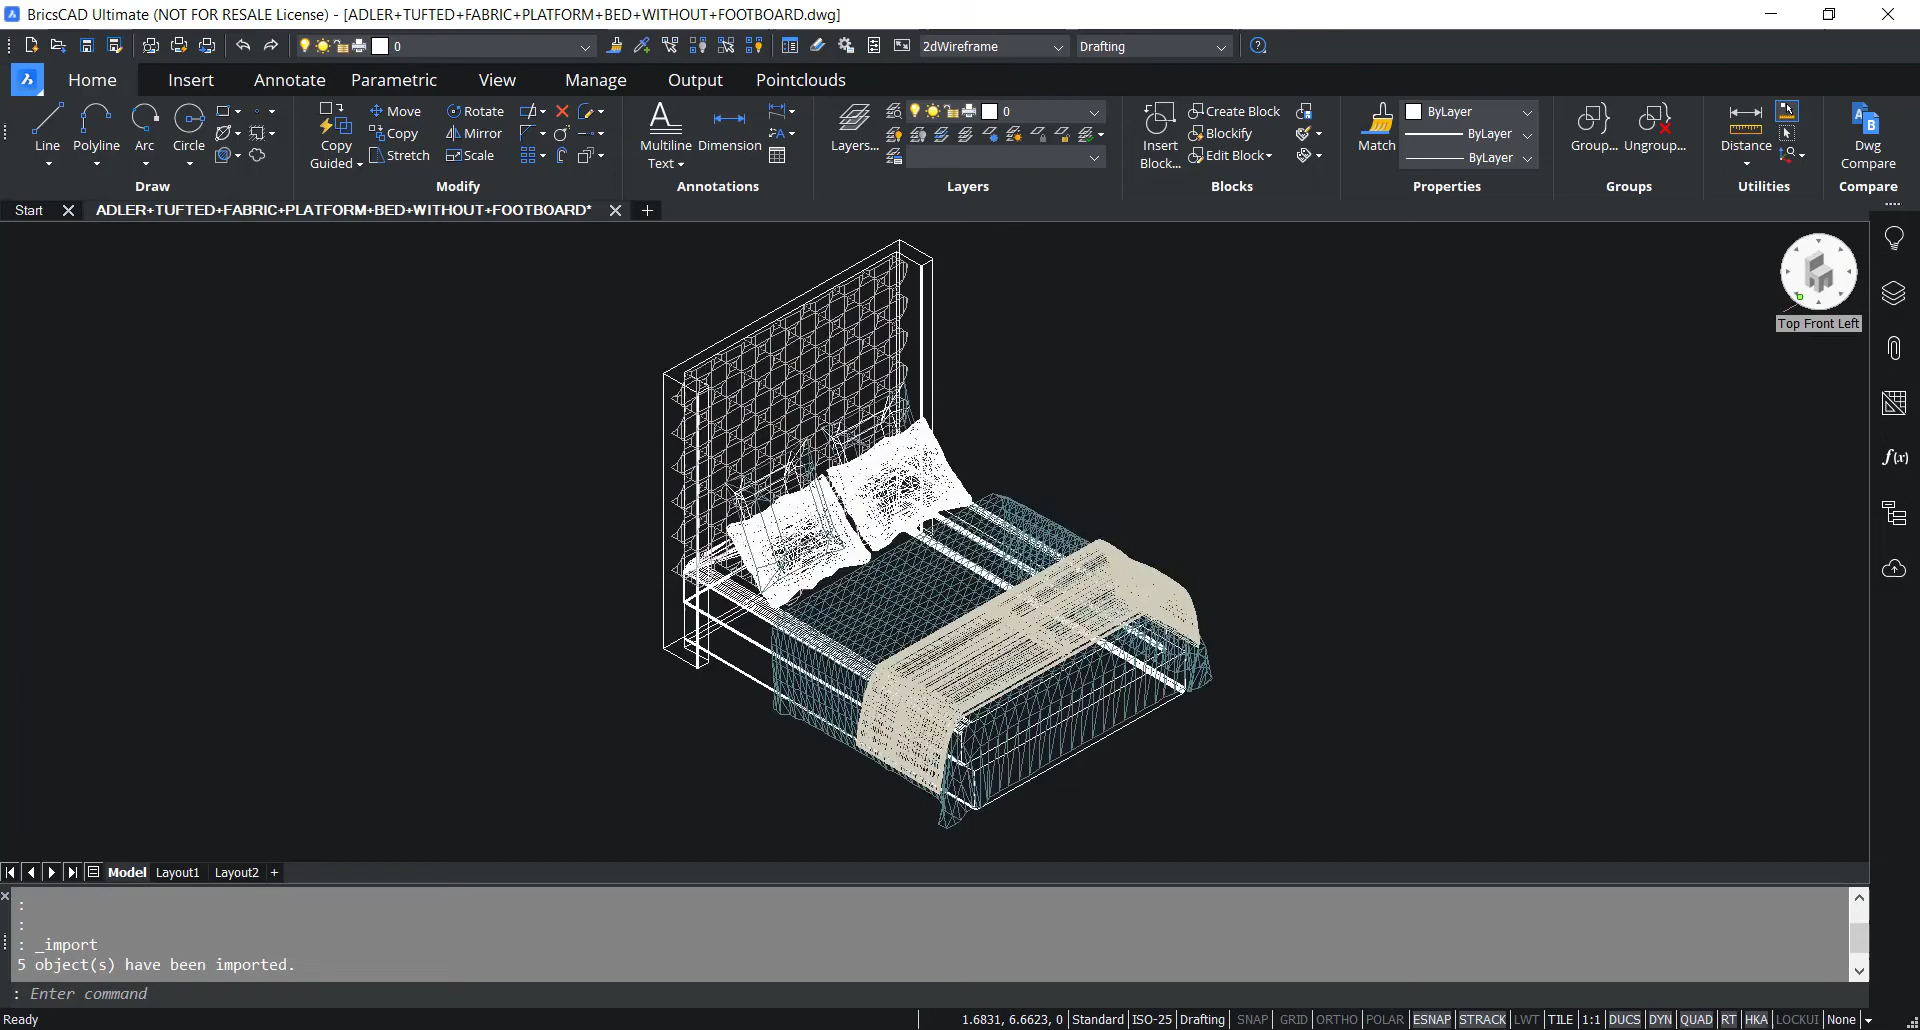 BricsCAD Ultimate (NOT FOR RESALE License) - [ADLER+TUFTED+FABRIC+PLATFORM+BED+WITHOUT+FOOTBOARD.dwg]
0 2dWireframe Drafting
Home Insert Annotate Parametric View Manage Output Pointclouds
Line Polyline Arc Circle
Draw
Copy Guided
Move Rotate
Copy Mirror
Stretch Scale
Modify
Multiline Text Dimension
Annotations
Layers... 0
Layers
Insert Block...
Create Block
Blockify
Edit Block
Blocks
Match
ByLayer
ByLayer
ByLayer
Properties
Group... Ungroup...
Groups
Distance
Utilities
Dwg Compare
Compare
Start ADLER+TUFTED+FABRIC+PLATFORM+BED+WITHOUT+FOOTBOARD*
Top Front Left
f(x)
Model Layout1 Layout2 +
:
:
: _import
5 object(s) have been imported.
: Enter command
Ready 1.6831, 6.6623, 0 Standard ISO-25 Drafting SNAP GRID ORTHO POLAR ESNAP STRACK LWT TILE 1:1 DUCS DYN QUAD RT HKA LOCKUI None